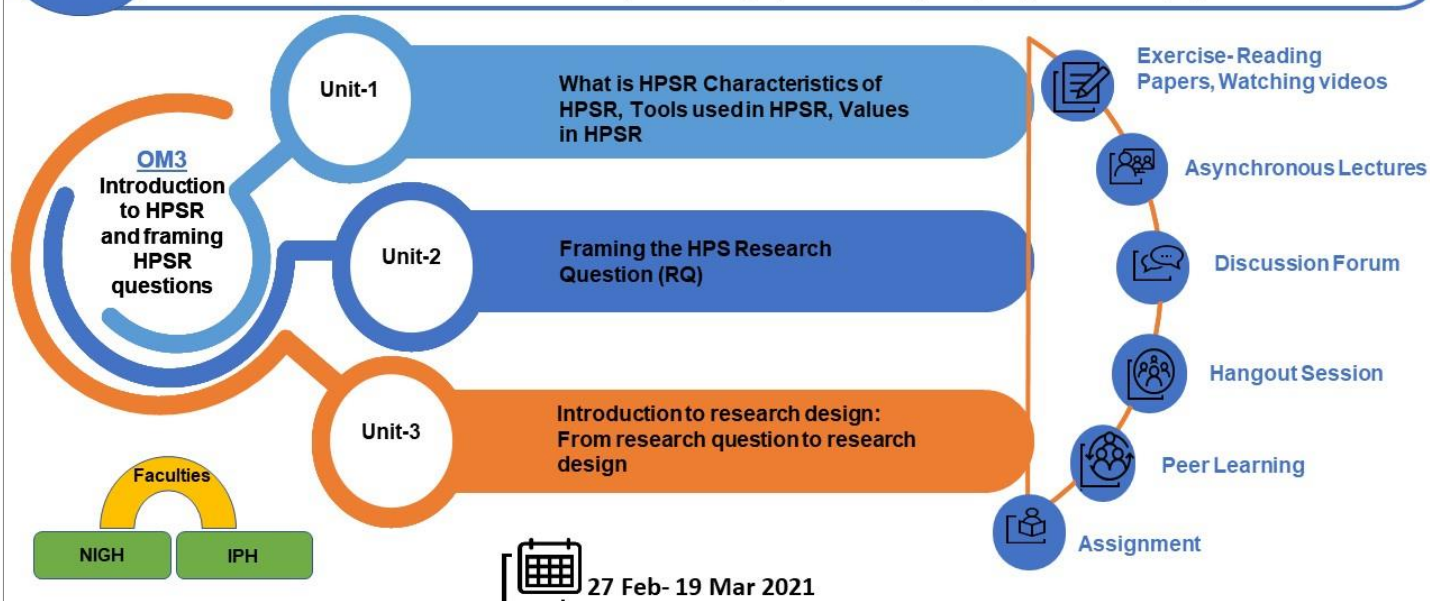 OM3
Introduction
to HPSR
and framing
HPSR
questions
Unit-1
What is HPSR Characteristics of
HPSR, Tools used in HPSR, Values
in HPSR
Unit-2
Framing the HPS Research
Question (RQ)
Unit-3
Introduction to research design:
From research question to research
design
Exercise- Reading
Papers, Watching videos
Asynchronous Lectures
Discussion Forum
Hangout Session
Peer Learning
Assignment
Faculties
NIGH
IPH
27 Feb- 19 Mar 2021